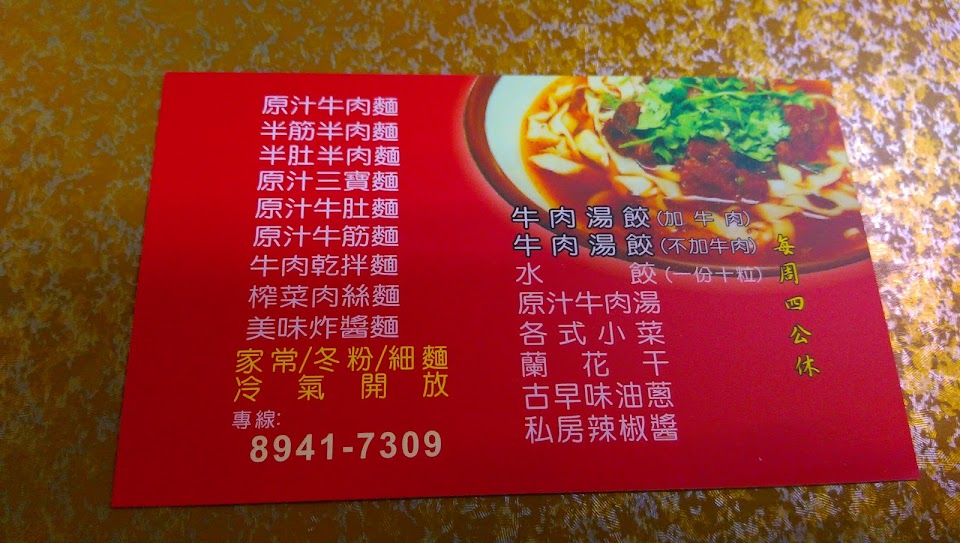 原汁牛肉麵
半筋半肉麵
半肚半肉麵
原汁三寶麵
原汁牛肚麵
原汁牛筋麵
牛肉乾拌麵
榨菜肉絲麵
美味炸醬麵
家常/冬粉/細麵
冷氣開放
專線:
8941-7309
牛肉湯餃(加牛肉)
牛肉湯餃(不加牛肉)
水餃(一份十粒)
原汁牛肉湯
各式小菜
蘭花干
古早味油蔥
私房辣椒醬
每周四公休